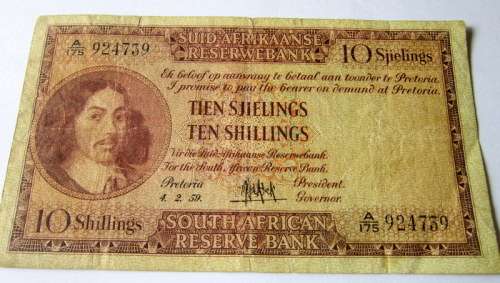 A/175 924739
SUID-AFRIKAANSE
RESERWEBANK
10 Sjielings
Ek beloof op aanvraag te betaal aan toonder te Pretoria
I promise to pay the bearer on demand at Pretoria.
TIEN SJIELINGS
TEN SHILLINGS
Vir die Suid-Afrikaanse Reserwebank.
For the South African Reserve Bank.
Pretoria
4. 2. 59.
President.
Governor.
10 Shillings
SOUTH AFRICAN
RESERVE BANK
A/175 924739